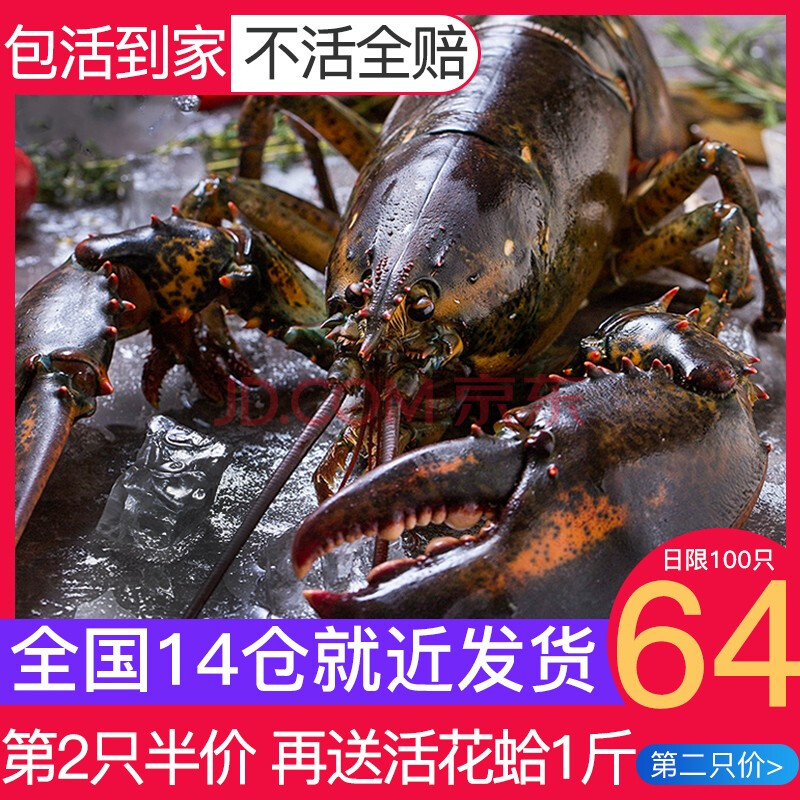 包活到家 不活全赔
JD.COM 京东
日限100只
64
全国14仓就近发货
第2只半价 再送活花蛤1斤
第二只价>